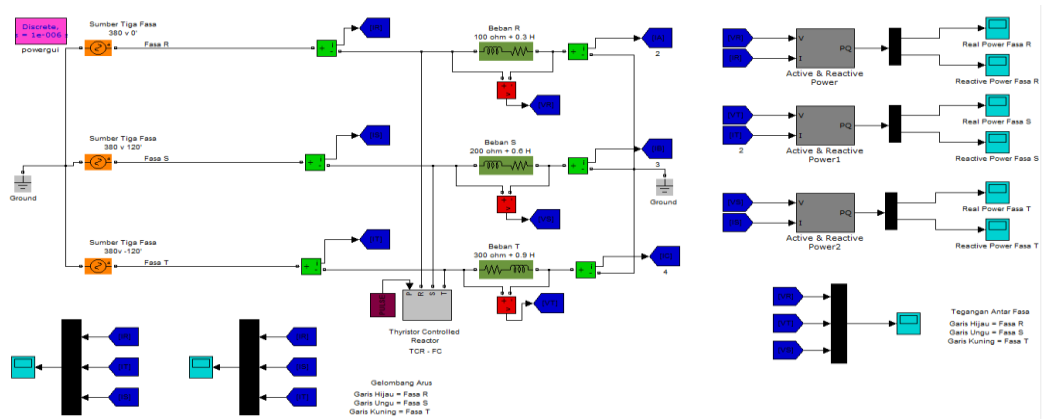 Discrete,
= 1e-006 s
powergui
Sumber Tiga Fasa
380 v 0'
Fasa R
Beban R
100 ohm + 0.3 H
2
Sumber Tiga Fasa
380 v 120'
Fasa S
Beban S
200 ohm + 0.6 H
3
Ground
Ground
Sumber Tiga Fasa
380v -120'
Fasa T
Beban T
300 ohm + 0.9 H
4
P R S T
Thyristor Controlled
Reactor
TCR - FC
Gelombang Arus
Garis Hijau = Fasa R
Garis Ungu = Fasa S
Garis Kuning = Fasa T
V
I
PQ
Active & Reactive
Power
Real Power Fasa R
Reactive Power Fasa R
V
I
PQ
2
Active & Reactive
Power1
Real Power Fasa S
Reactive Power Fasa S
V
I
PQ
Active & Reactive
Power2
Real Power Fasa T
Reactive Power Fasa T
Tegangan Antar Fasa
Garis Hijau = Fasa R
Garis Ungu = Fasa S
Garis Kuning = Fasa T